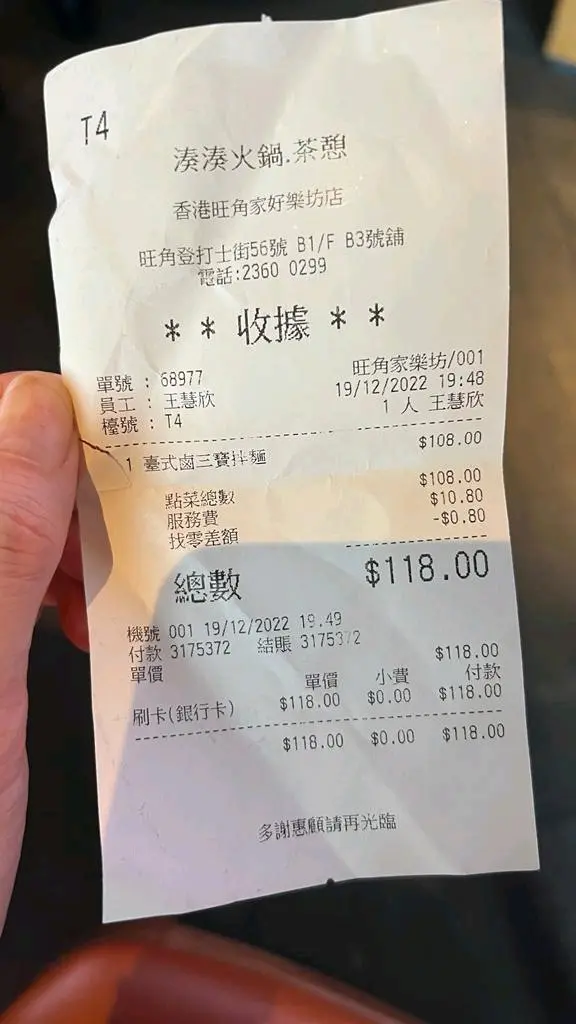 T4
湊湊火鍋.茶憩
香港旺角家好樂坊店
旺角登打士街56號 B1/F B3號舖
電話:2360 0299
* * 收據 * *
單號 : 68977 旺角家樂坊/001
員工 : 王慧欣 19/12/2022 19:48
檯號 : T4 1 人 王慧欣
1 臺式鹵三寶拌麵 $108.00
點菜總數 $108.00
服務費 $10.80
找零差額 -$0.80
總數 $118.00
機號 001 19/12/2022 19.49
付款 3175372 結賬 3175372
單價 $118.00
單價 小費 付款
刷卡(銀行卡) $118.00 $0.00 $118.00
$118.00 $0.00 $118.00
多謝惠顧請再光臨